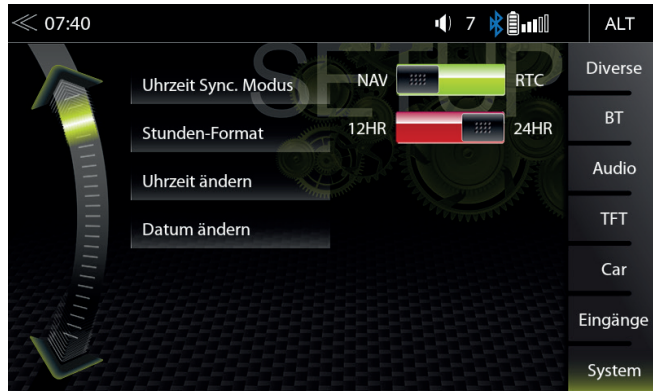 07:40 7 ALT
SETUP
Uhrzeit Sync. Modus NAV RTC
Stunden-Format 12HR 24HR
Uhrzeit ändern
Datum ändern
Diverse
BT
Audio
TFT
Car
Eingänge
System